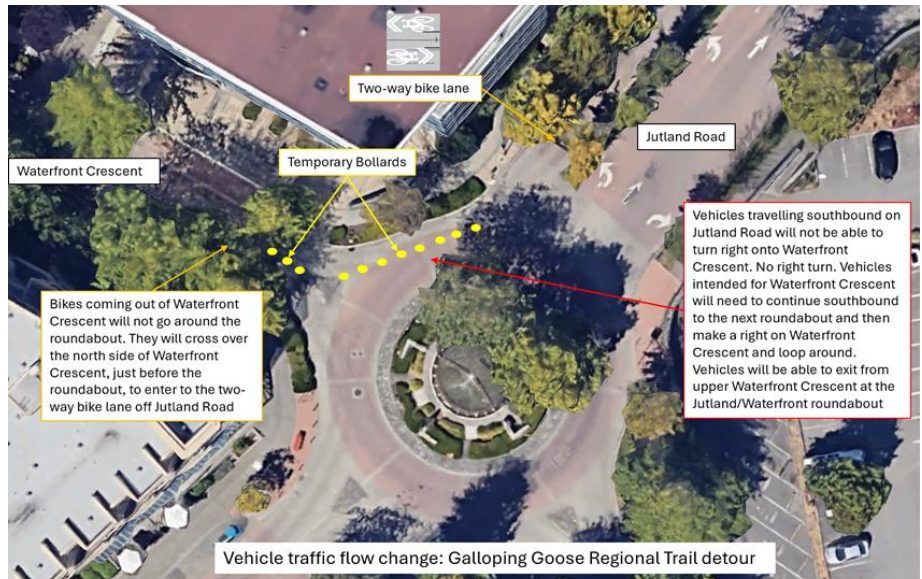 Two-way bike lane
Jutland Road
Temporary Bollards
Waterfront Crescent
Vehicles travelling southbound on
Jutland Road will not be able to
turn right onto Waterfront
Crescent. No right turn. Vehicles
intended for Waterfront Crescent
will need to continue southbound
to the next roundabout and then
make a right on Waterfront
Crescent and loop around.
Vehicles will be able to exit from
upper Waterfront Crescent at the
Jutland/Waterfront roundabout
Bikes coming out of Waterfront
Crescent will not go around the
roundabout. They will cross over
the north side of Waterfront
Crescent, just before the
roundabout, to enter to the two-
way bike lane off Jutland Road
Vehicle traffic flow change: Galloping Goose Regional Trail detour